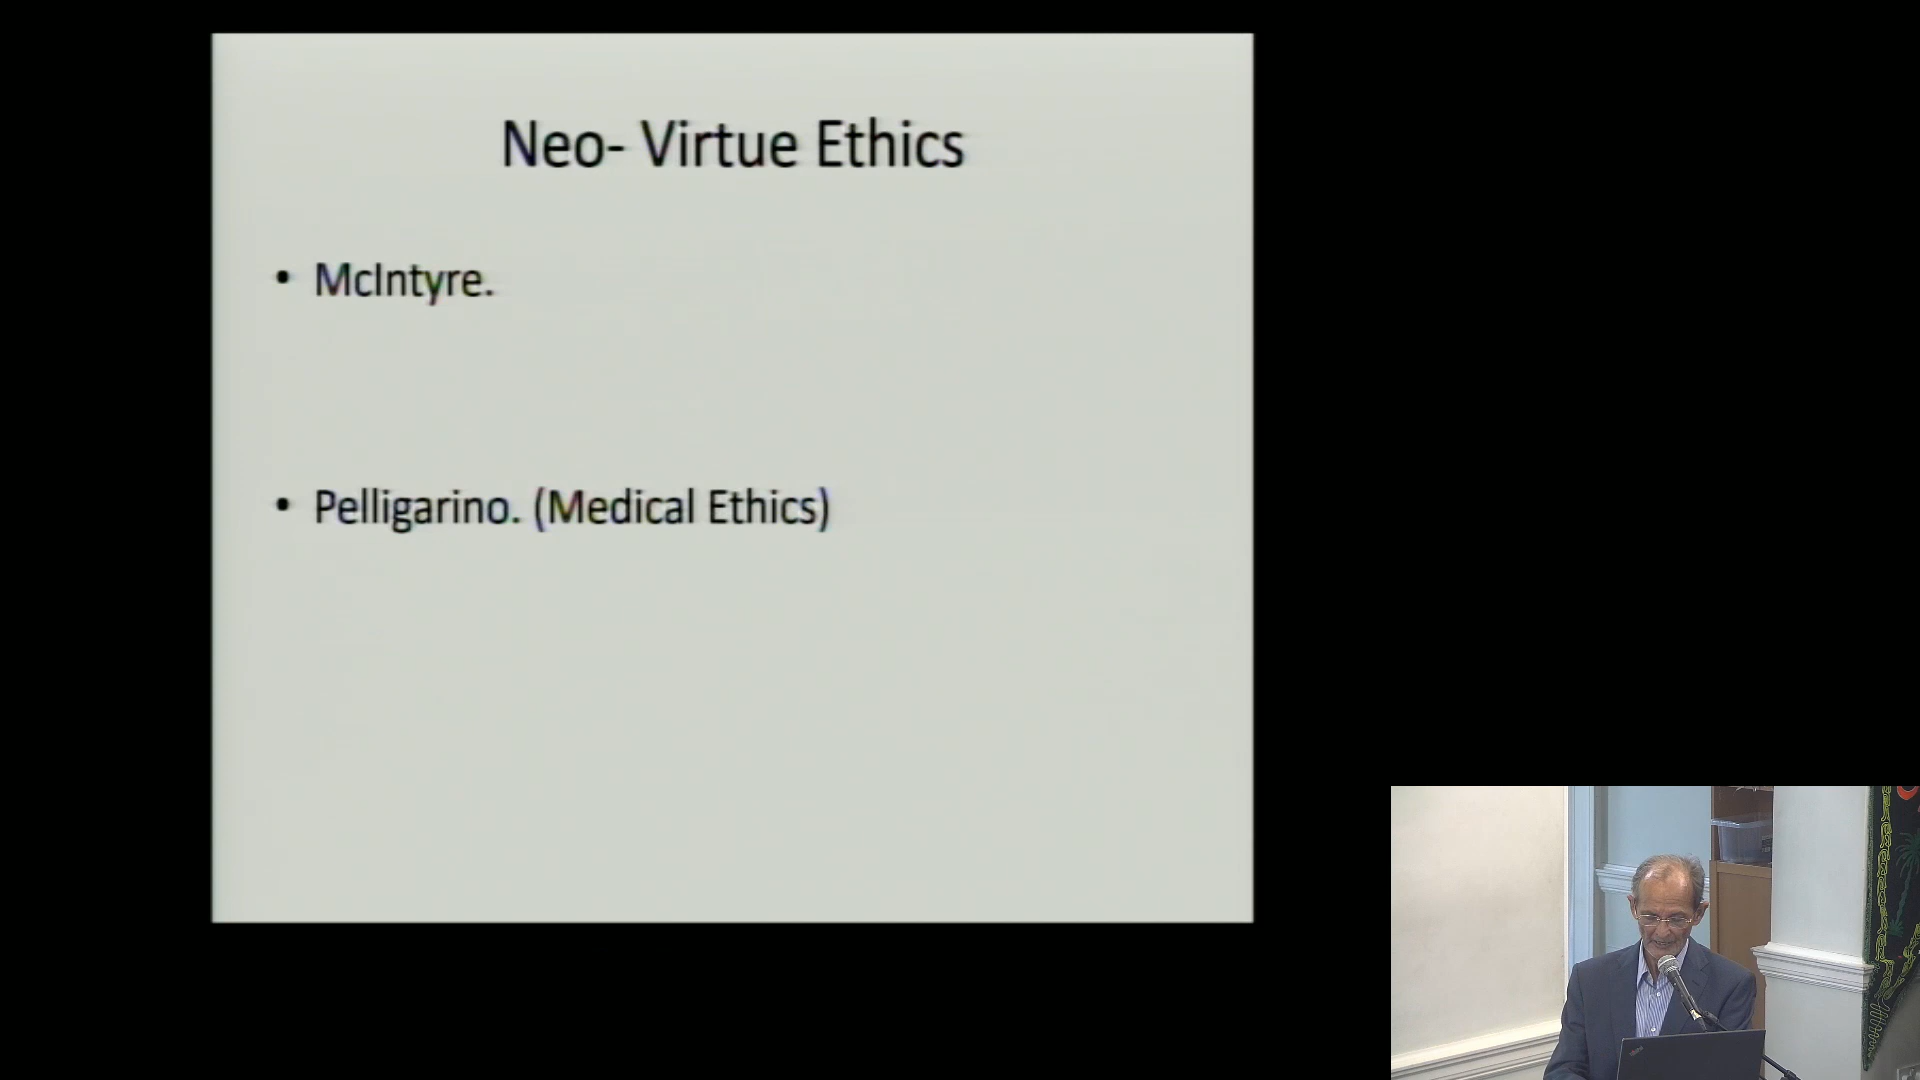 Neo- Virtue Ethics
• McIntyre.
• Pelligarino. (Medical Ethics)